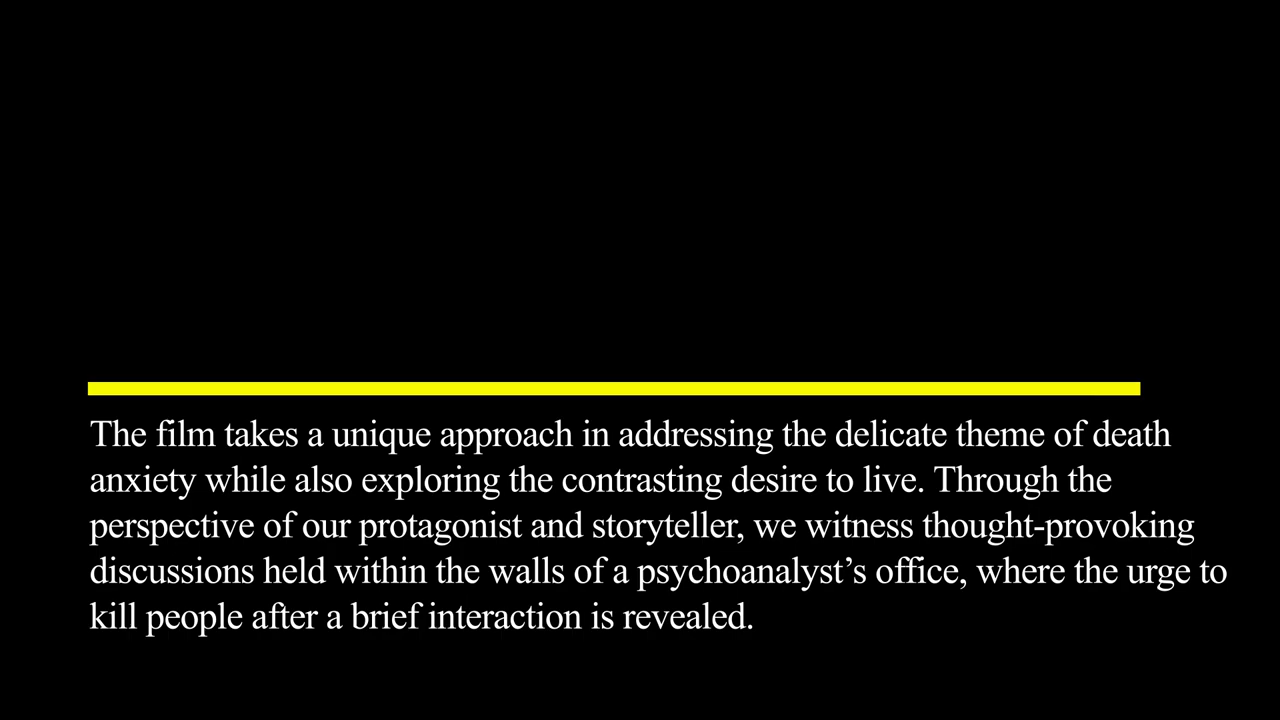 The film takes a unique approach in addressing the delicate theme of death
anxiety while also exploring the contrasting desire to live. Through the
perspective of our protagonist and storyteller, we witness thought-provoking
discussions held within the walls of a psychoanalyst’s office, where the urge to
kill people after a brief interaction is revealed.